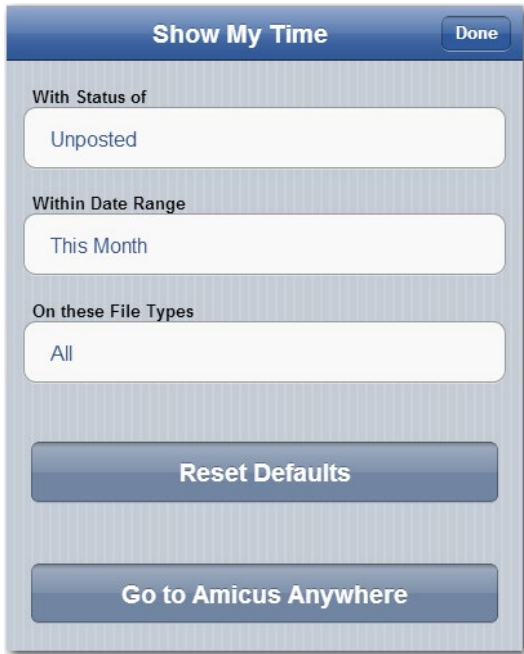 Show My Time
Done
With Status of
Unposted
Within Date Range
This Month
On these File Types
All
Reset Defaults
Go to Amicus Anywhere